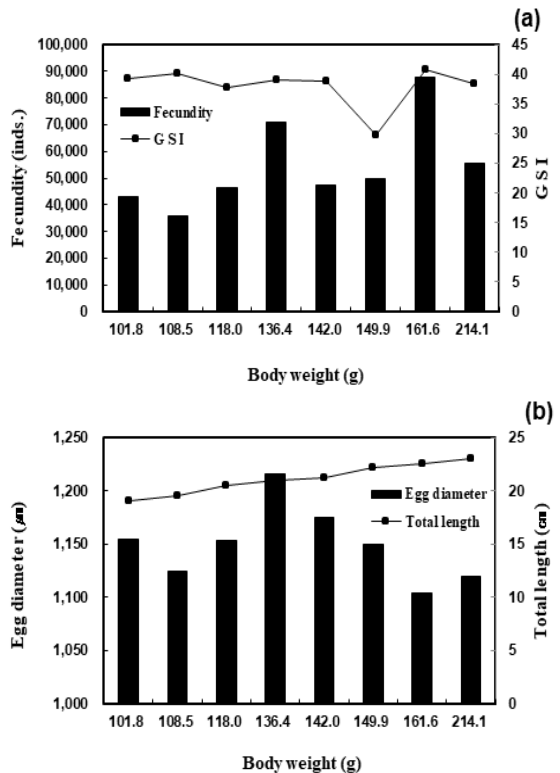 (a)
100,000
90,000
80,000
70,000
60,000
50,000
40,000
30,000
20,000
10,000
0
Fecundity (inds.)
Fecundity
G S I
45
40
35
30
25
20
15
10
5
0
G S I
101.8 108.5 118.0 136.4 142.0 149.9 161.6 214.1
Body weight (g)
(b)
1,250
1,200
1,150
1,100
1,050
1,000
Egg diameter (㎛)
Egg diameter
Total length
25
20
15
10
5
0
Total length (㎝)
101.8 108.5 118.0 136.4 142.0 149.9 161.6 214.1
Body weight (g)